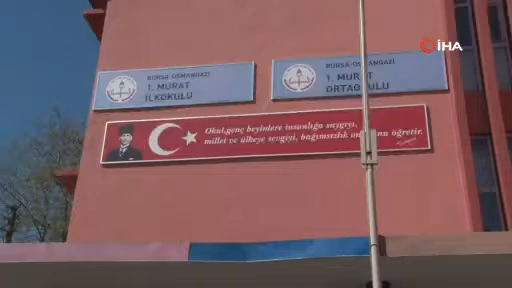 İHA
BURSA-OSMANGAZİ
1. MURAT
İLKOKULU
BURSA-OSMANGAZİ
1. MURAT
ORTAOKULU
Okul,genç beyinlere insanlığa saygıyı,
millet ve ülkeye sevgiyi, bağımsızlık öğretir.